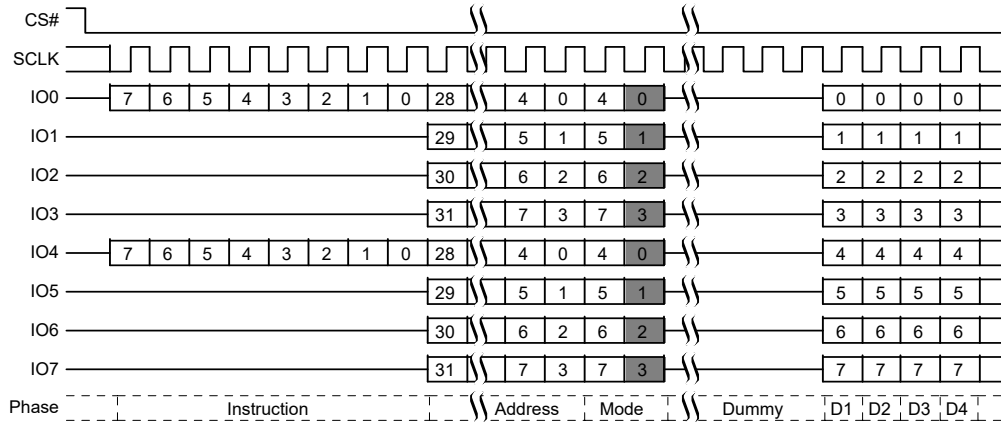 CS#
SCLK
IO0 7 6 5 4 3 2 1 0 28 4 0 4 0 0 0 0 0
IO1 29 5 1 5 1 1 1 1 1
IO2 30 6 2 6 2 2 2 2 2
IO3 31 7 3 7 3 3 3 3 3
IO4 7 6 5 4 3 2 1 0 28 4 0 4 0 4 4 4 4
IO5 29 5 1 5 1 5 5 5 5
IO6 30 6 2 6 2 6 6 6 6
IO7 31 7 3 7 3 7 7 7 7
Phase Instruction Address Mode Dummy D1 D2 D3 D4